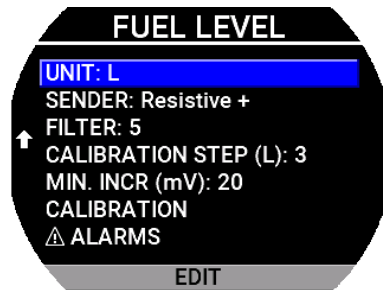 FUEL LEVEL
UNIT: L
SENDER: Resistive +
FILTER: 5
CALIBRATION STEP (L): 3
MIN. INCR (mV): 20
CALIBRATION
⚠ ALARMS
EDIT